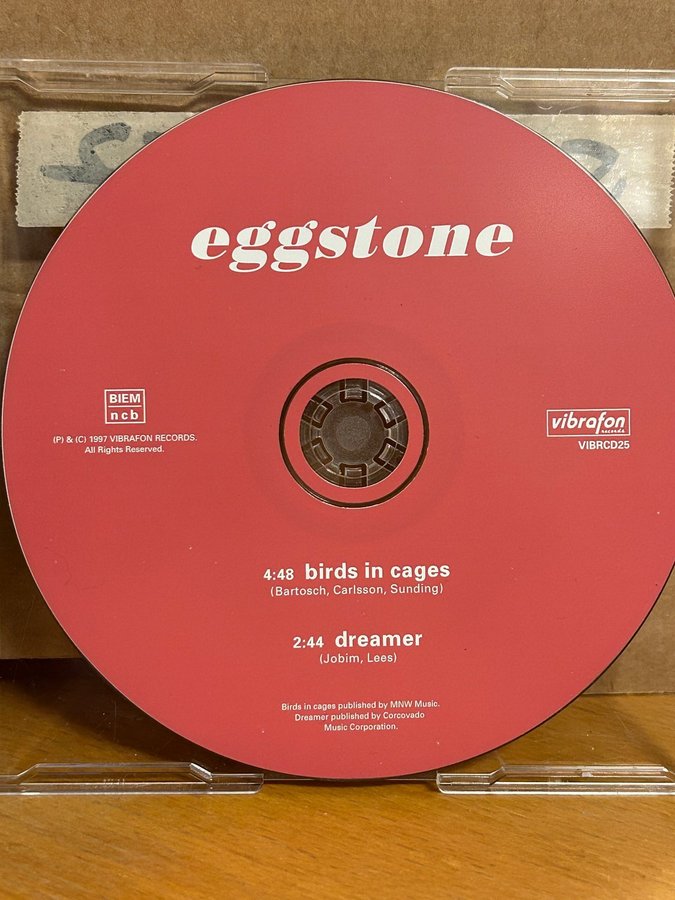 eggstone
BIEM
ncb
(P) & (C) 1997 VIBRAFON RECORDS.
All Rights Reserved.
vibrafon
records
VIBRCD25
4:48 birds in cages
(Bartosch, Carlsson, Sunding)
2:44 dreamer
(Jobim, Lees)
Birds in cages published by MNW Music.
Dreamer published by Corcovado
Music Corporation.